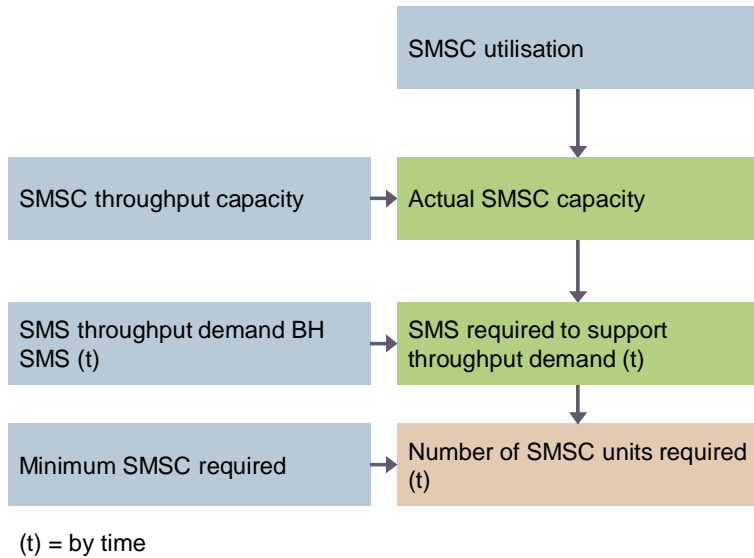 SMSC utilisation
SMSC throughput capacity
Actual SMSC capacity
SMS throughput demand BH
SMS (t)
SMS required to support
throughput demand (t)
Minimum SMSC required
Number of SMSC units required
(t)
(t) = by time